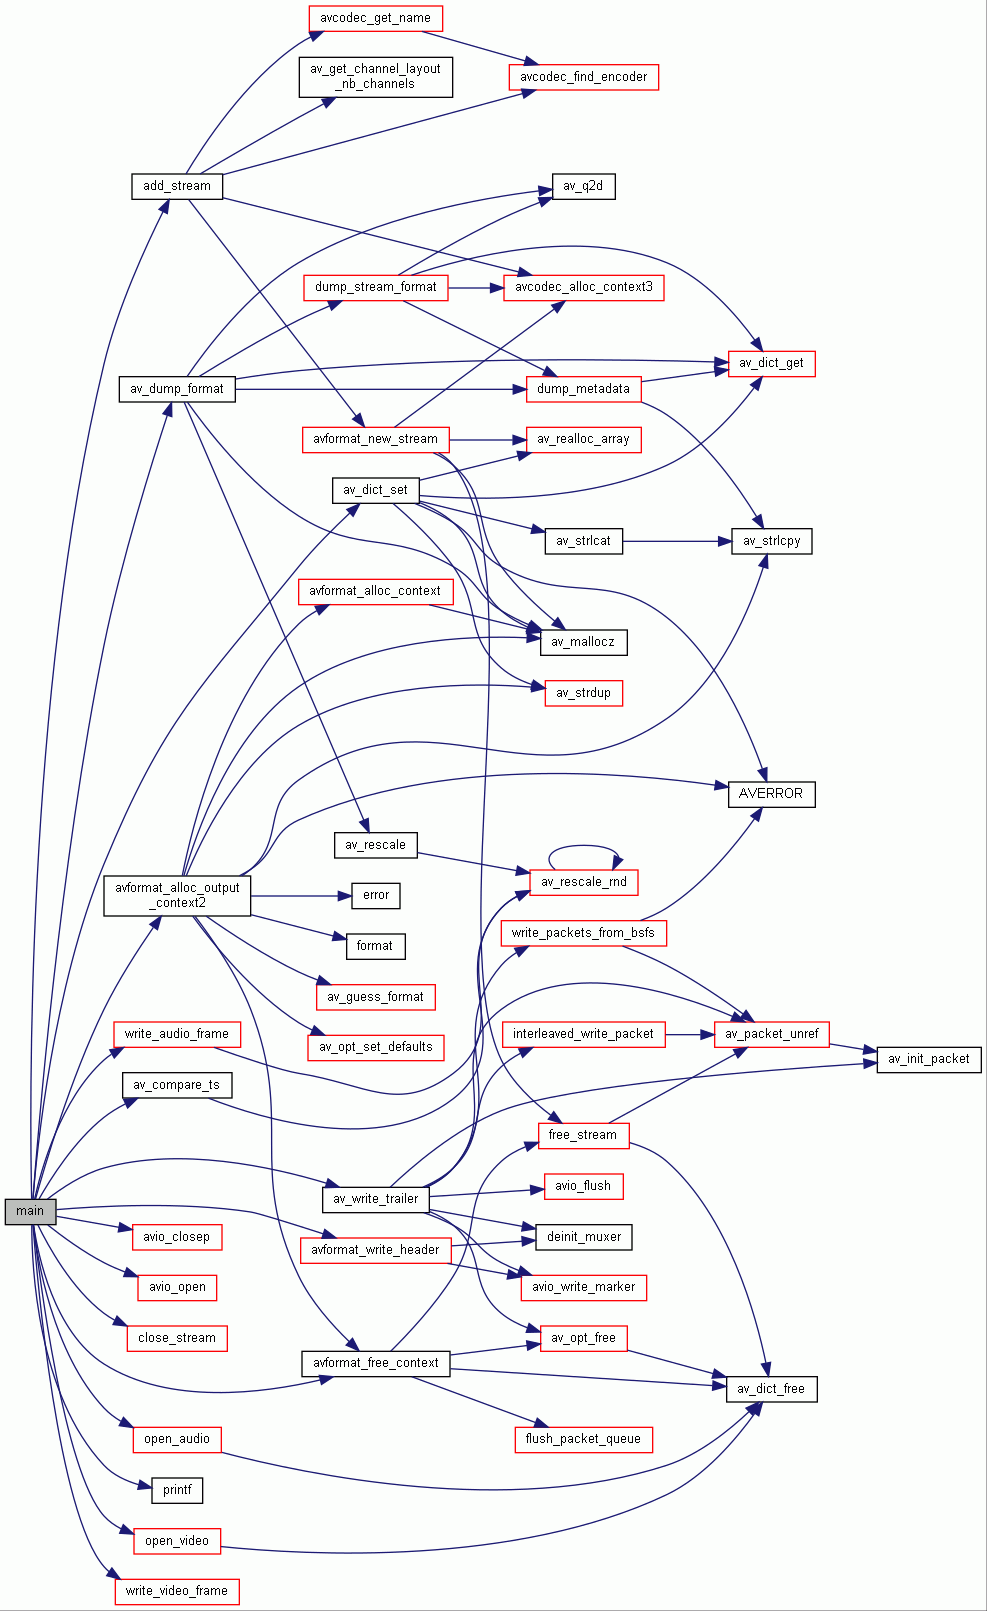 avcodec_get_name
av_get_channel_layout
_nb_channels
avcodec_find_encoder
add_stream
av_q2d
dump_stream_format
avcodec_alloc_context3
av_dict_get
av_dump_format
dump_metadata
avformat_new_stream
av_realloc_array
av_dict_set
av_strlcat
av_strlcpy
avformat_alloc_context
av_mallocz
av_strdup
AVERROR
av_rescale
av_rescale_rnd
avformat_alloc_output
_context2
error
format
write_packets_from_bsfs
av_guess_format
write_audio_frame
av_opt_set_defaults
interleaved_write_packet
av_packet_unref
av_init_packet
av_compare_ts
free_stream
av_write_trailer
avio_flush
main
avio_closep
avformat_write_header
deinit_muxer
avio_open
avio_write_marker
close_stream
av_opt_free
avformat_free_context
av_dict_free
open_audio
flush_packet_queue
printf
open_video
write_video_frame